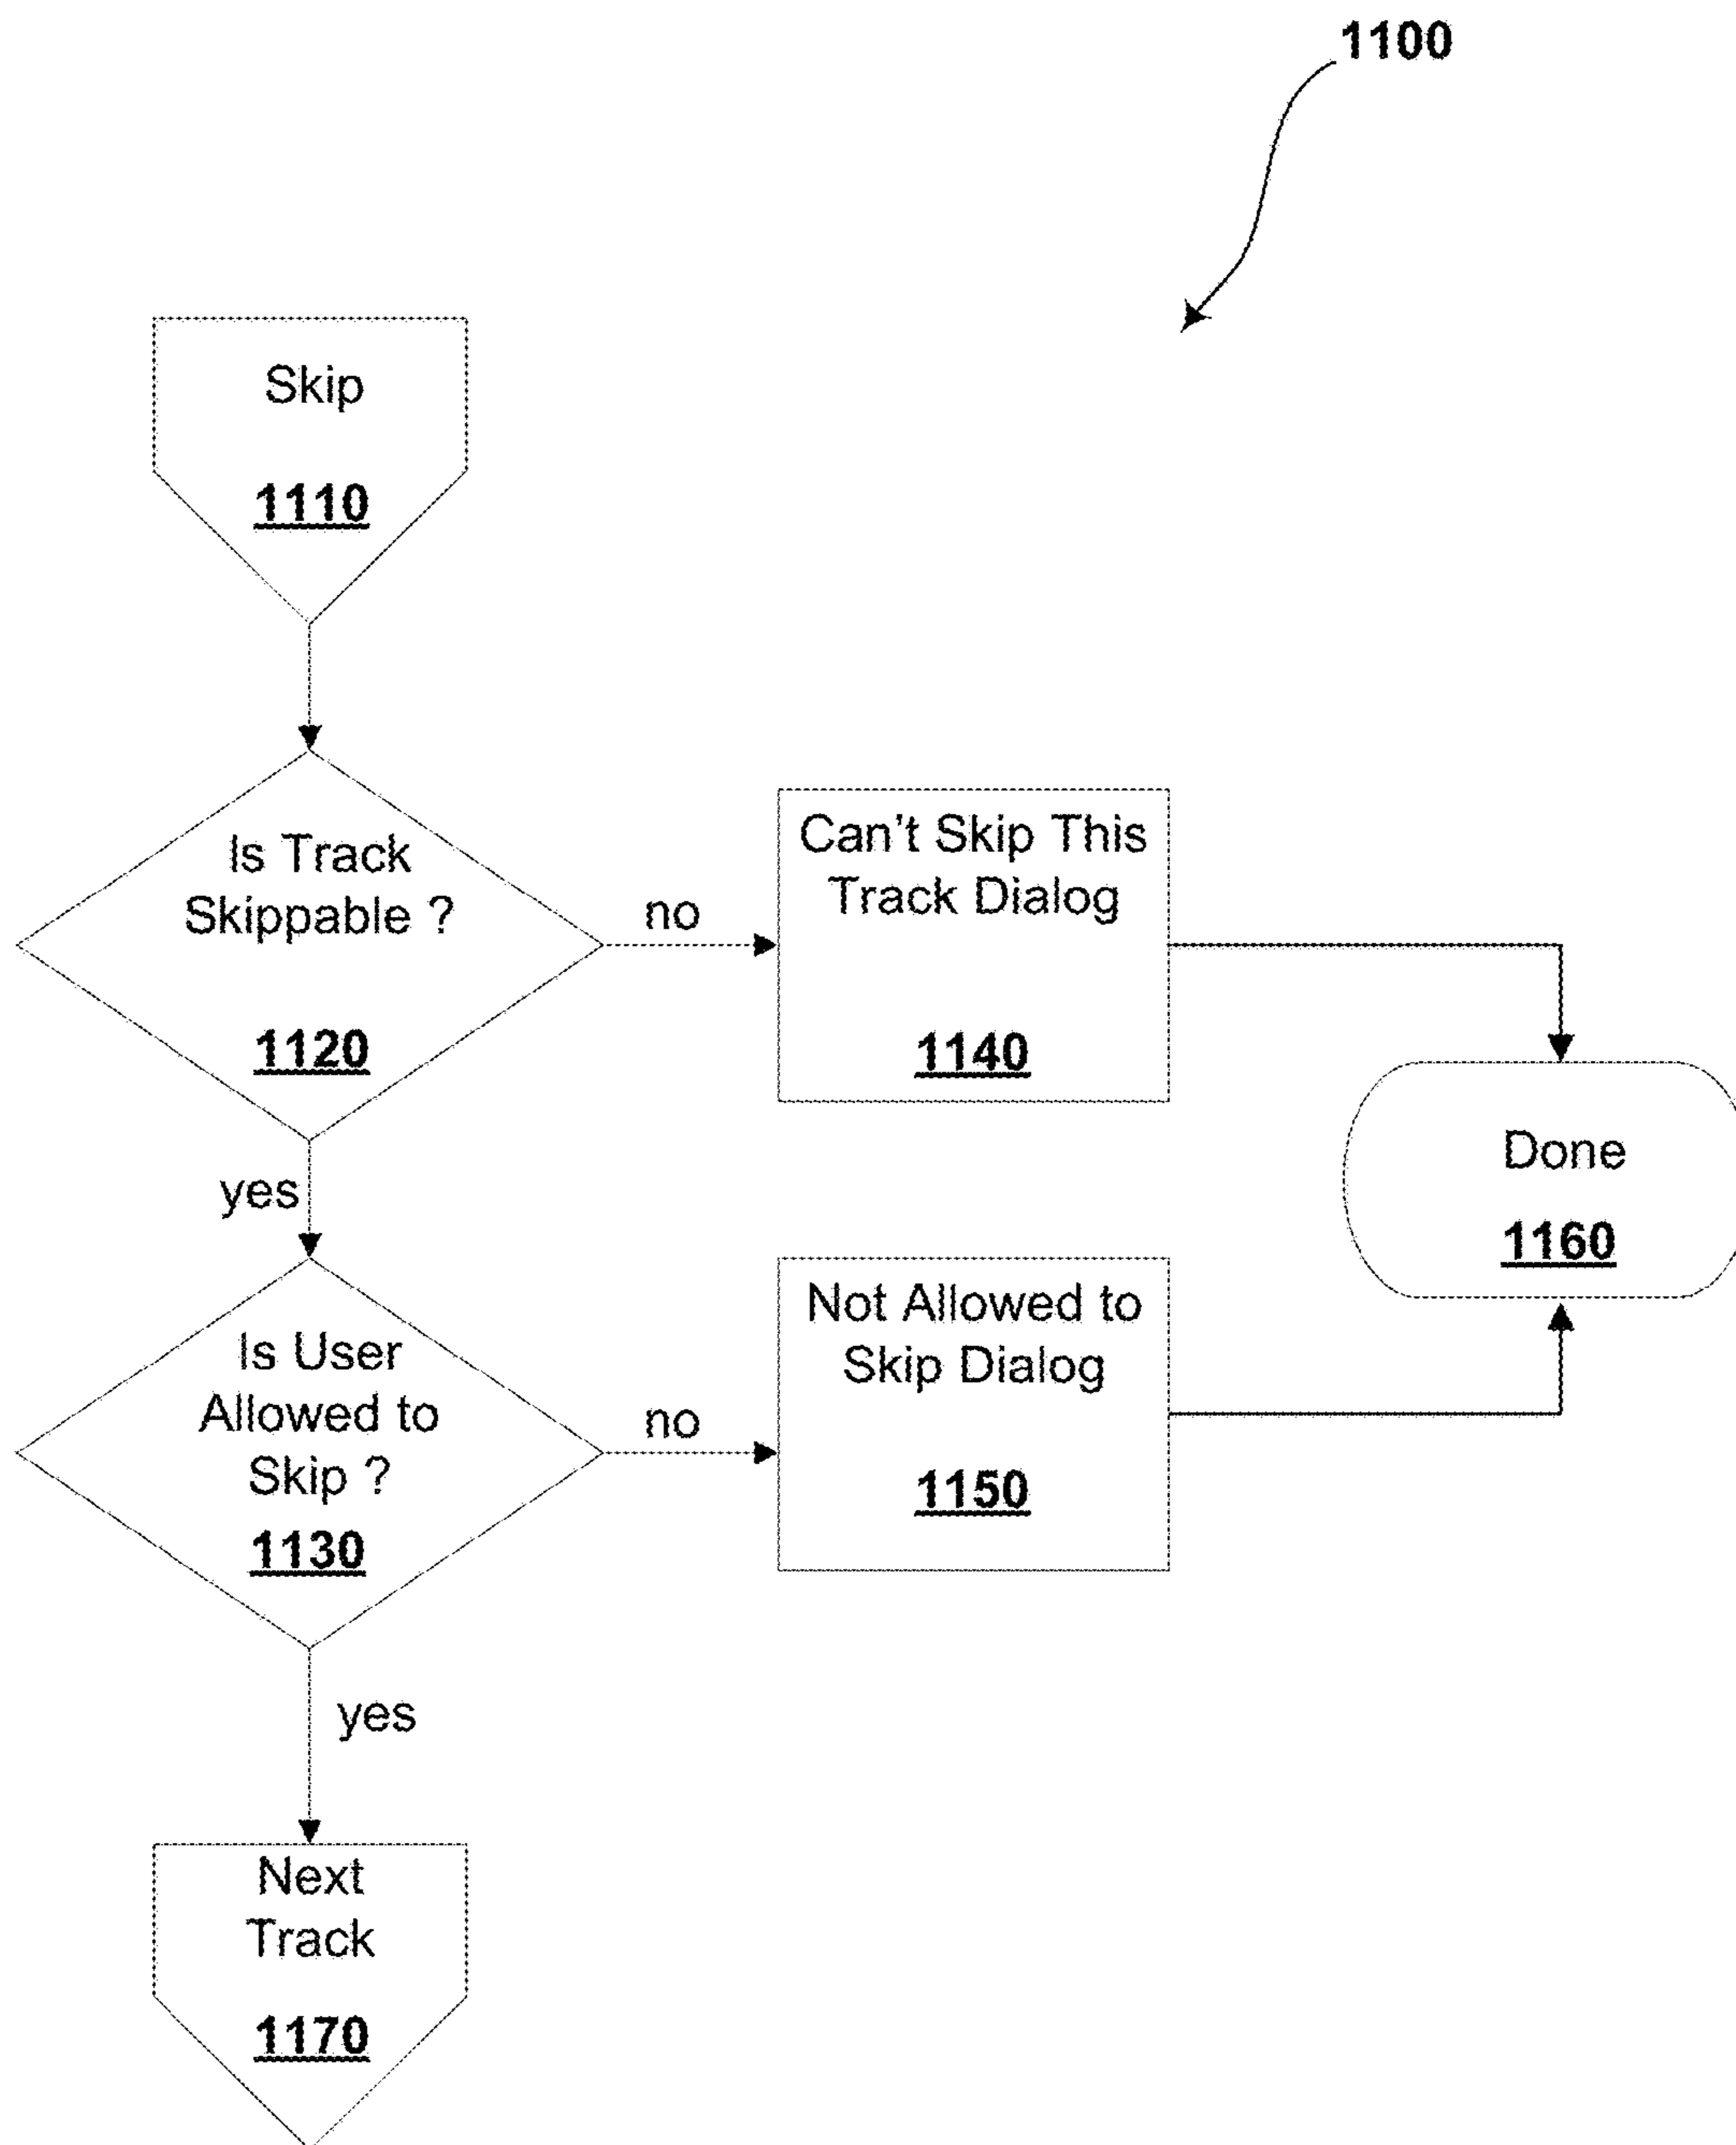 1100
Skip
1110
Is Track
Skippable ?
1120
no
Can't Skip This
Track Dialog
1140
Done
1160
yes
Is User
Allowed to
Skip ?
1130
no
Not Allowed to
Skip Dialog
1150
yes
Next
Track
1170